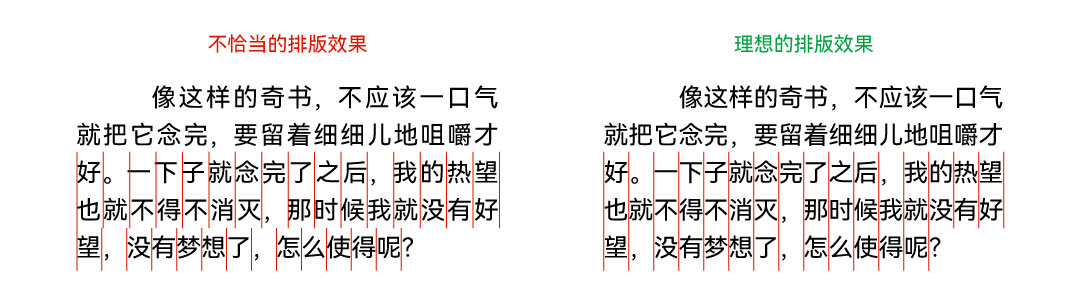 不恰当的排版效果
像这样的奇书，不应该一口气
就把它念完，要留着细细儿地咀嚼才
好。一下子就念完了之后，我的热望
也就不得不消灭，那时候我就没有好
望，没有梦想了，怎么使得呢？
理想的排版效果
像这样的奇书，不应该一口气
就把它念完，要留着细细儿地咀嚼才
好。一下子就念完了之后，我的热望
也就不得不消灭，那时候我就没有好
望，没有梦想了，怎么使得呢？